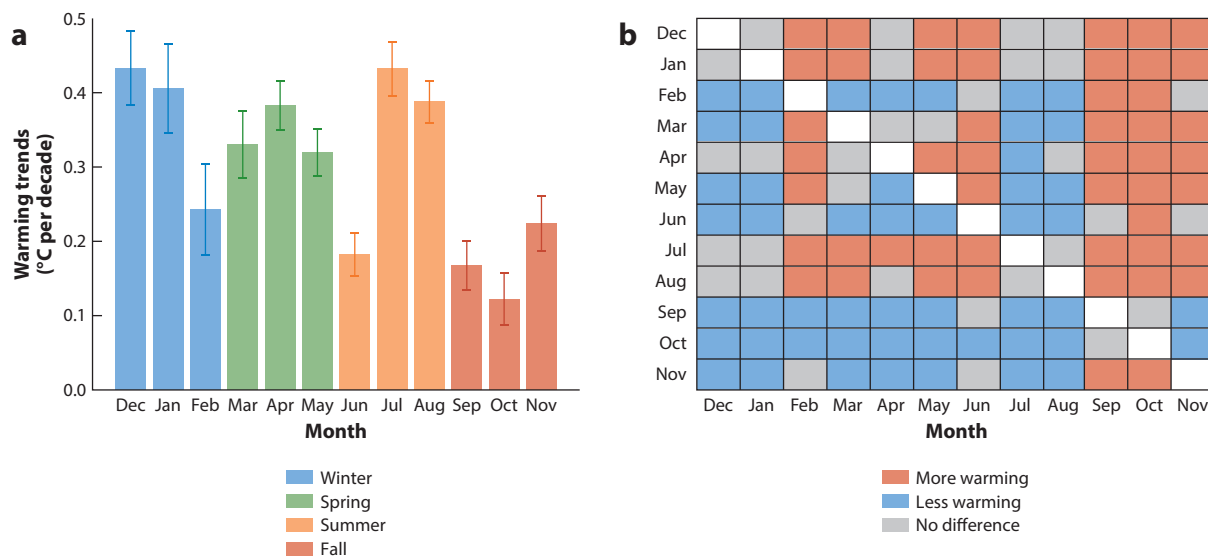 a
Warming trends
(°C per decade)
0.5
0.4
0.3
0.2
0.1
0.0
Dec Jan Feb Mar Apr May Jun Jul Aug Sep Oct Nov
Month
Winter
Spring
Summer
Fall
b
Dec
Jan
Feb
Mar
Apr
May
Jun
Jul
Aug
Sep
Oct
Nov
Dec Jan Feb Mar Apr May Jun Jul Aug Sep Oct Nov
Month
More warming
Less warming
No difference